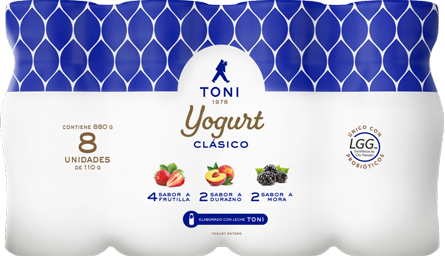 TONI
1978
Yogurt
CLÁSICO
CONTIENE 880 G
8
UNIDADES
DE 110 G
ÚNICO CON
LGG
PROBIÓTICOS
4 SABOR A FRUTILLA
2 SABOR A DURAZNO
2 SABOR A MORA
ELABORADO CON LECHE TONI
YOGURT ENTERO